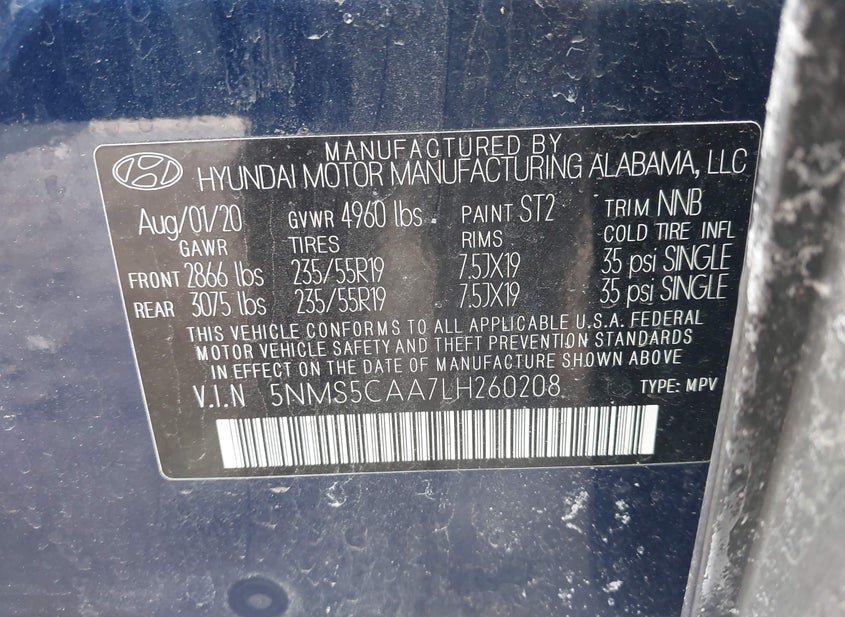 MANUFACTURED BY
HYUNDAI MOTOR MANUFACTURING ALABAMA, LLC
Aug/01/20 GVWR 4960 lbs PAINT ST2 TRIM NNB
GAWR TIRES RIMS COLD TIRE INFL
FRONT 2866 lbs 235/55R19 7.5JX19 35 psi SINGLE
REAR 3075 lbs 235/55R19 7.5JX19 35 psi SINGLE
THIS VEHICLE CONFORMS TO ALL APPLICABLE U.S.A. FEDERAL
MOTOR VEHICLE SAFETY AND THEFT PREVENTION STANDARDS
IN EFFECT ON THE DATE OF MANUFACTURE SHOWN ABOVE
V.I.N 5NMS5CAA7LH260208 TYPE: MPV